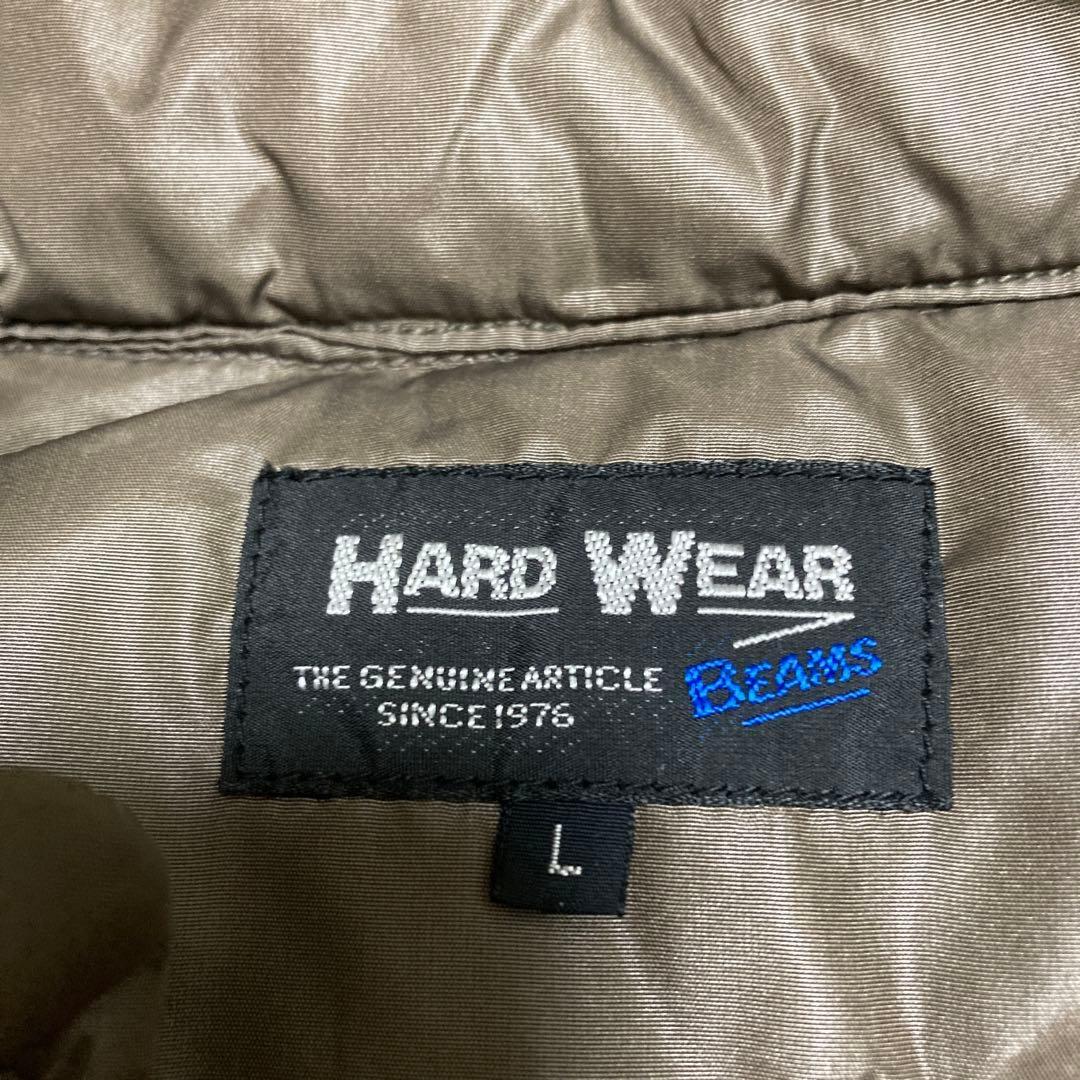 HARD WEAR
BEAMS
THE GENUINE ARTICLE
SINCE 1976
L